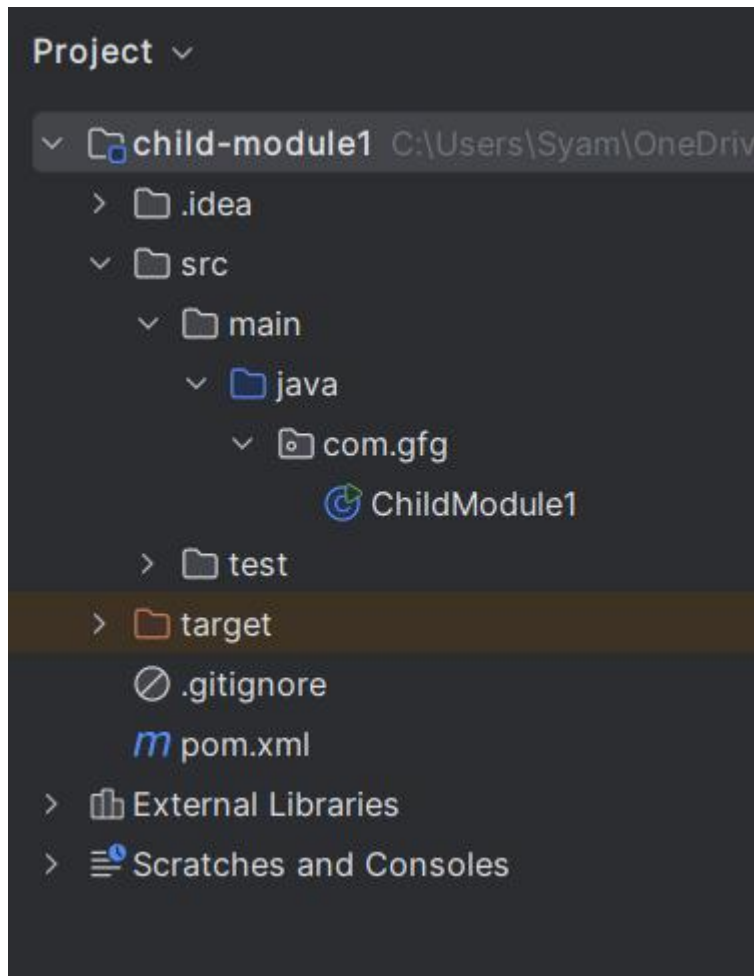 Project
child-module1 C:\Users\Syam\OneDriv
.idea
src
main
java
com.gfg
ChildModule1
test
target
.gitignore
pom.xml
External Libraries
Scratches and Consoles